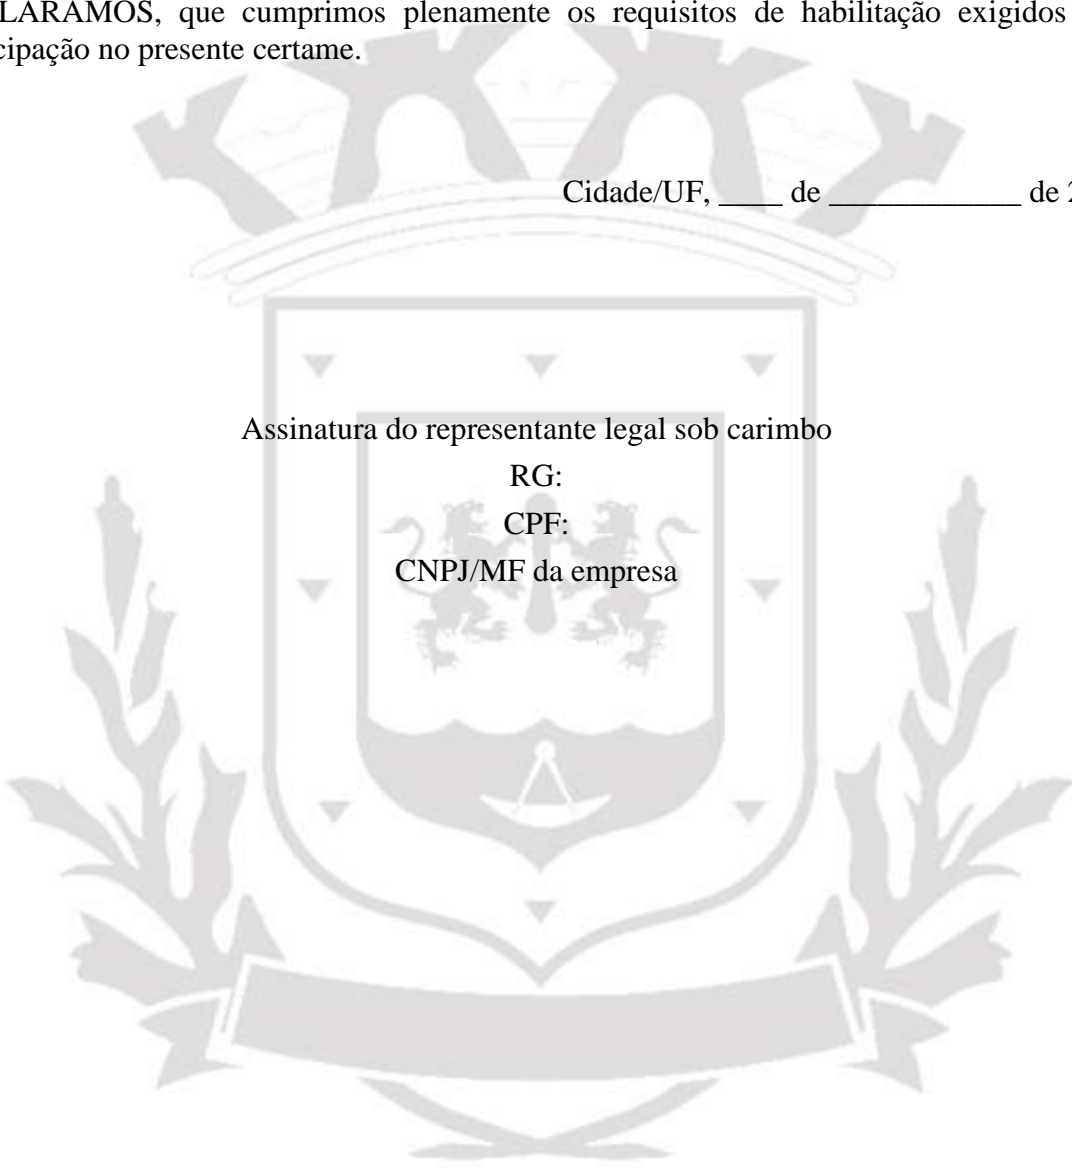 LARAMOS, que cumprimos plenamente os requisitos de habilitação exigidos
cipação no presente certame.
Cidade/UF, ____ de ____________ de 2
Assinatura do representante legal sob carimbo
RG:
CPF:
CNPJ/MF da empresa